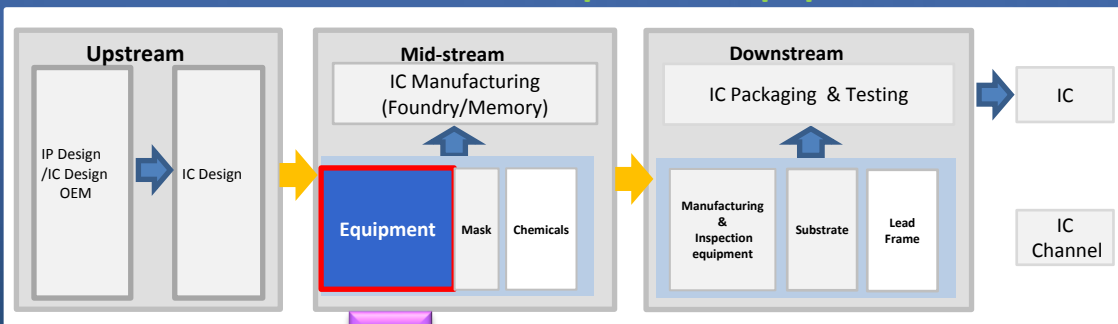 Upstream
IP Design
/IC Design
OEM
IC Design
Mid-stream
IC Manufacturing
(Foundry/Memory)
Equipment
Mask
Chemicals
Downstream
IC Packaging & Testing
Manufacturing
&
Inspection
equipment
Substrate
Lead
Frame
IC
IC
Channel